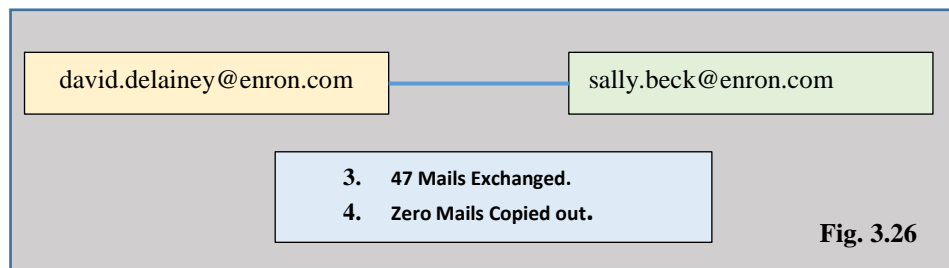 david.delainey@enron.com
sally.beck@enron.com
3. 47 Mails Exchanged.
4. Zero Mails Copied out.
Fig. 3.26